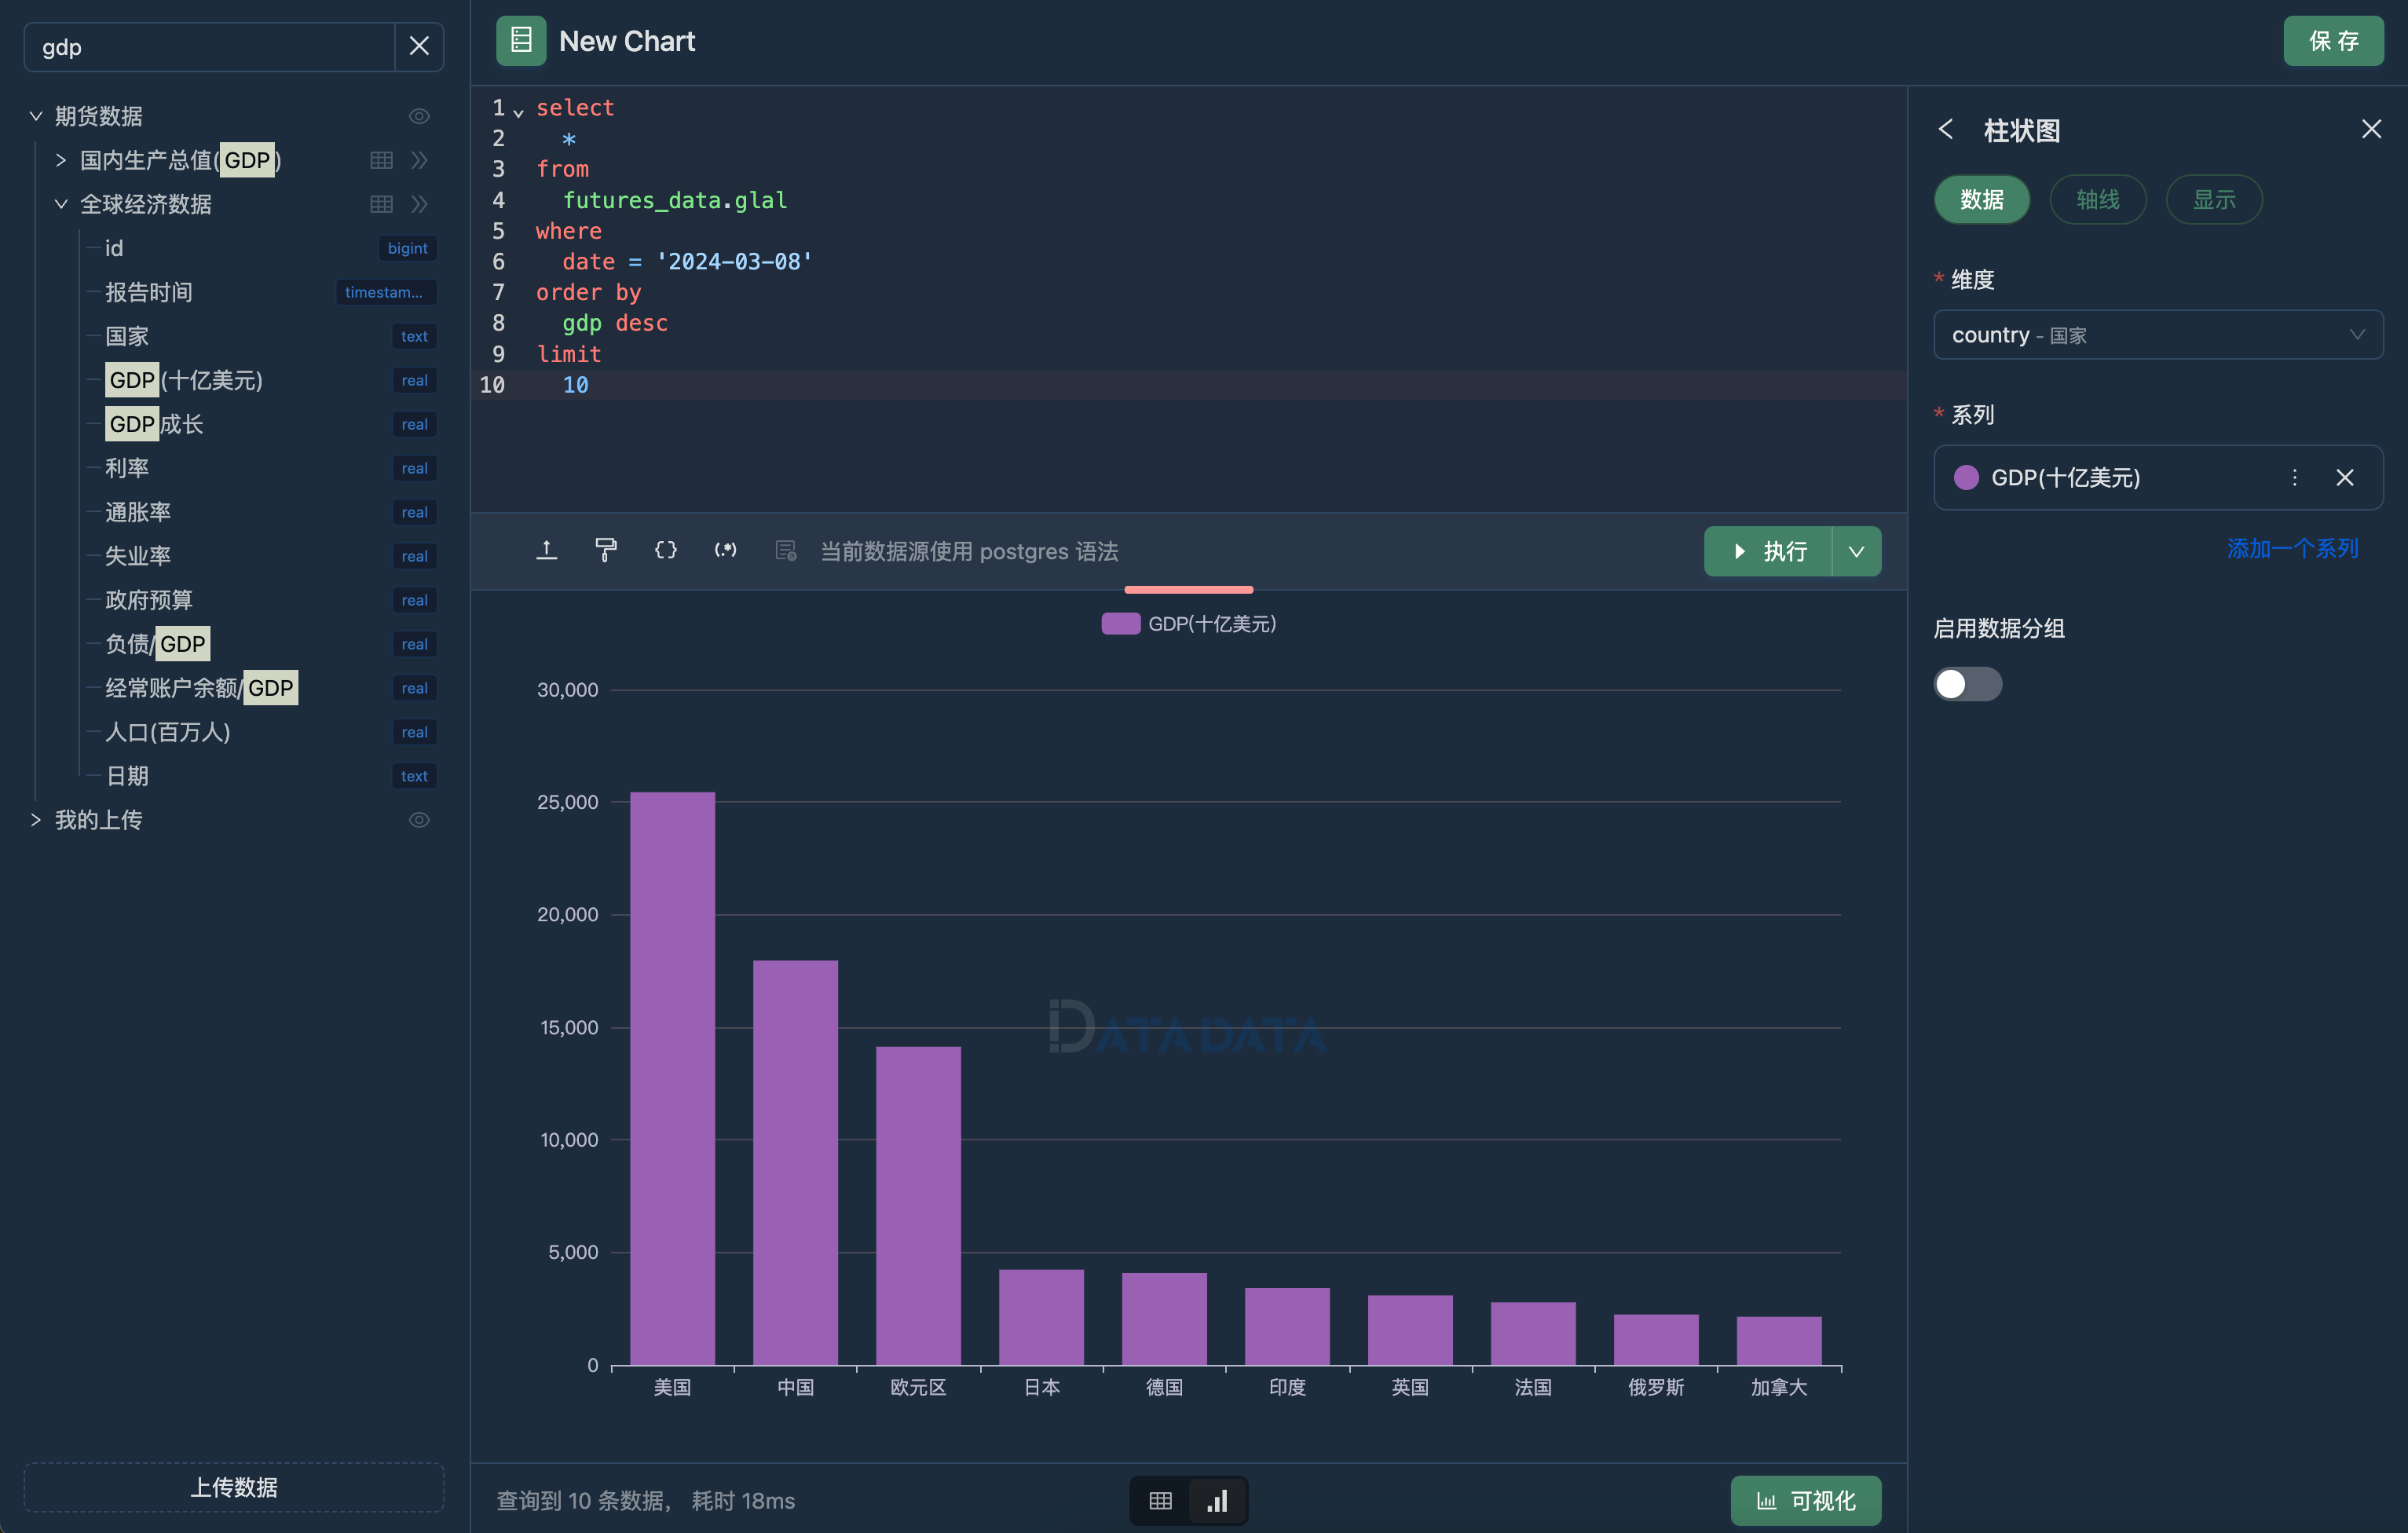 gdp
期货数据
国内生产总值(GDP)
全球经济数据
id bigint
报告时间 timestam...
国家 text
GDP(十亿美元) real
GDP成长 real
利率 real
通胀率 real
失业率 real
政府预算 real
负债/GDP real
经常账户余额/GDP real
人口(百万人) real
日期 text
我的上传
上传数据
New Chart
保 存
1 select
2 *
3 from
4 futures_data.glal
5 where
6 date = '2024-03-08'
7 order by
8 gdp desc
9 limit
10 10
{} (.*) 当前数据源使用 postgres 语法
执行
GDP(十亿美元)
30,000
25,000
20,000
15,000
10,000
5,000
0
美国 中国 欧元区 日本 德国 印度 英国 法国 俄罗斯 加拿大
DATA DATA
查询到 10 条数据， 耗时 18ms
可视化
柱状图
数据 轴线 显示
* 维度
country - 国家
* 系列
GDP(十亿美元)
添加一个系列
启用数据分组